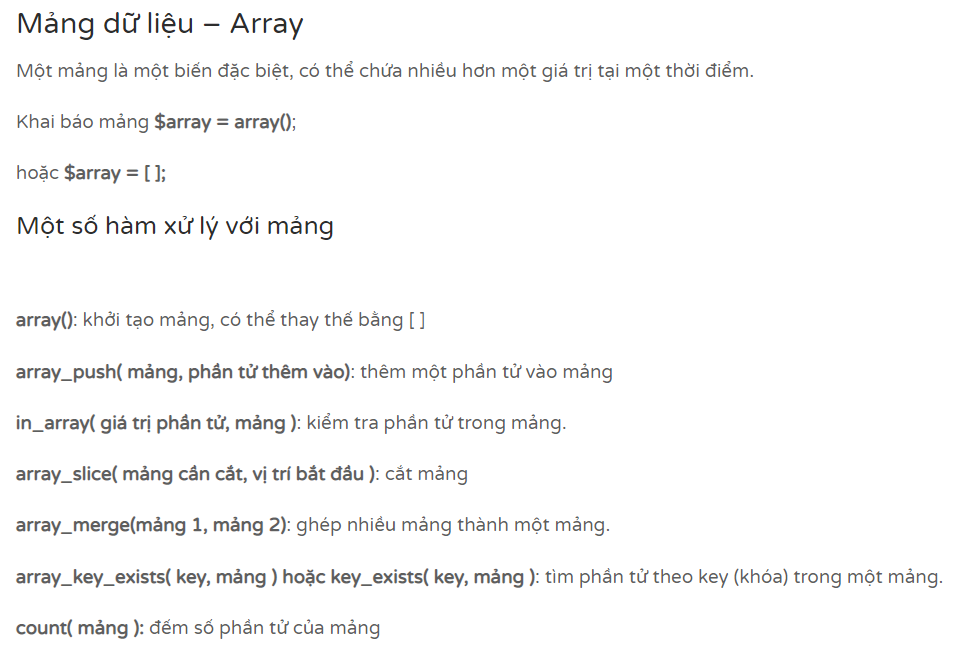 Mảng dữ liệu – Array
Một mảng là một biến đặc biệt, có thể chứa nhiều hơn một giá trị tại một thời điểm.
Khai báo mảng $array = array();
hoặc $array = [ ];
Một số hàm xử lý với mảng
array(): khởi tạo mảng, có thể thay thế bằng [ ]
array_push( mảng, phần tử thêm vào): thêm một phần tử vào mảng
in_array( giá trị phần tử, mảng ): kiểm tra phần tử trong mảng.
array_slice( mảng cần cắt, vị trí bắt đầu ): cắt mảng
array_merge(mảng 1, mảng 2): ghép nhiều mảng thành một mảng.
array_key_exists( key, mảng ) hoặc key_exists( key, mảng ): tìm phần tử theo key (khóa) trong một mảng.
count( mảng ): đếm số phần tử của mảng